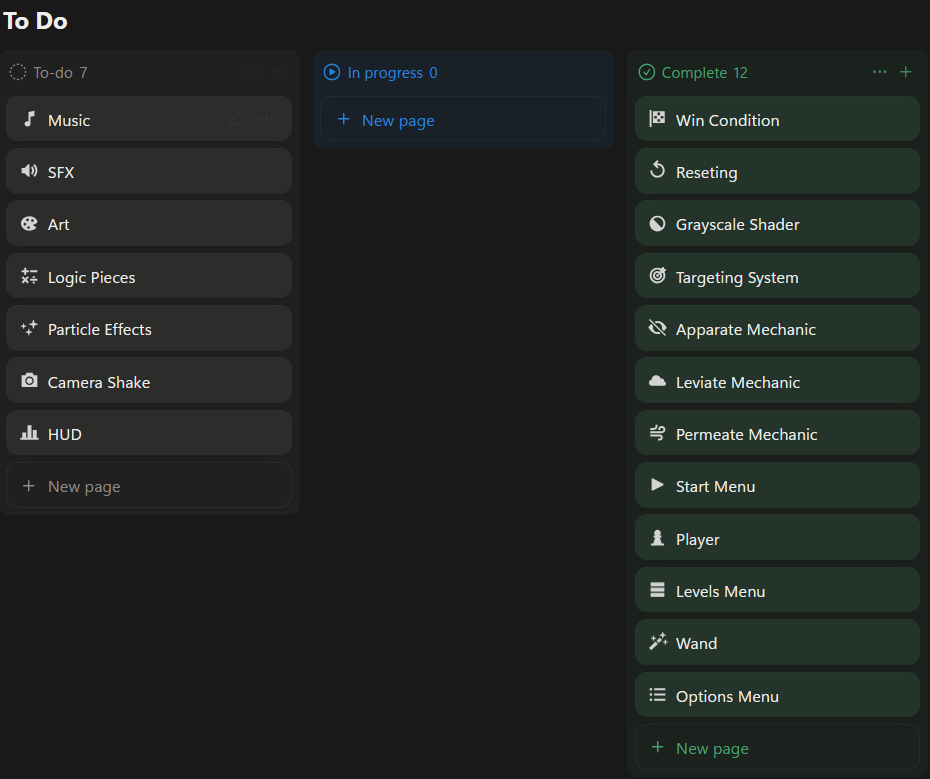 To Do
To-do 7
Music
SFX
Art
Logic Pieces
Particle Effects
Camera Shake
HUD
+ New page
In progress 0
+ New page
Complete 12
Win Condition
Reseting
Grayscale Shader
Targeting System
Apparate Mechanic
Leviate Mechanic
Permeate Mechanic
Start Menu
Player
Levels Menu
Wand
Options Menu
+ New page